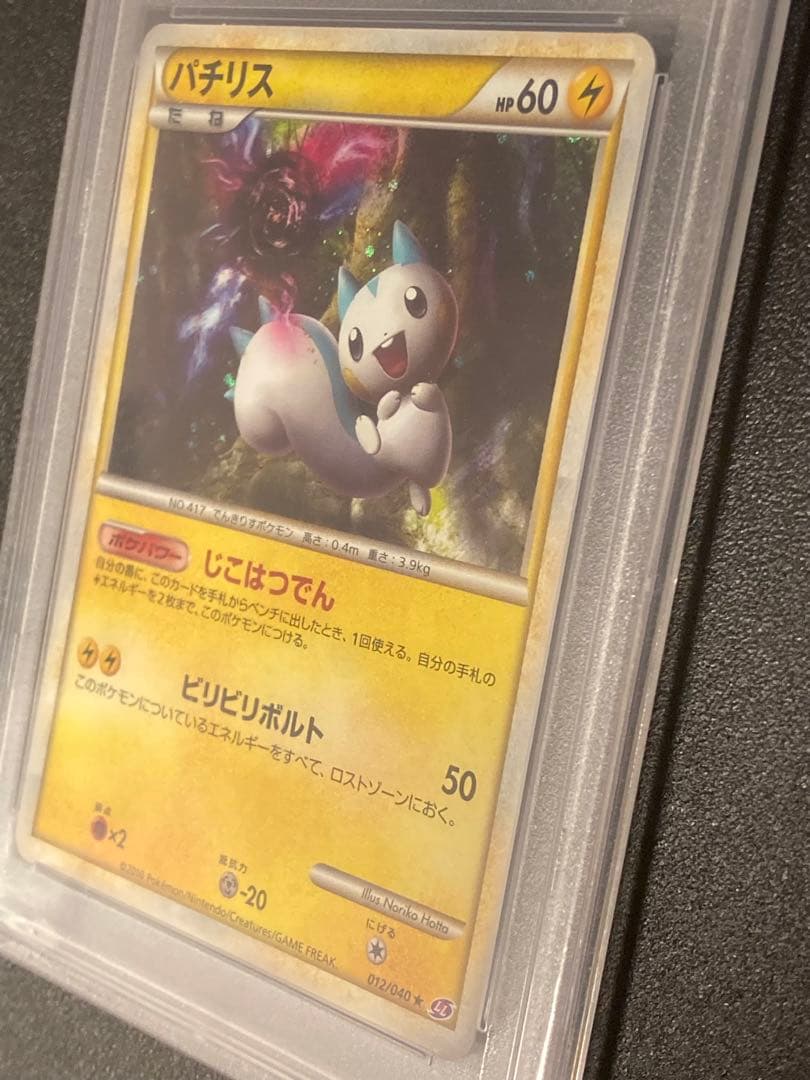 パチリス
HP60
たね
NO.417 でんきりすポケモン 高さ:0.4m 重さ:3.9kg
ポケパワー じこはつでん
自分の番に、このカードを手札からベンチに出したとき、1回使える。自分の手札の
エネルギーを2枚まで、このポケモンにつける。
ビリビリボルト 50
このポケモンについているエネルギーをすべて、ロストゾーンにおく。
弱点
×2
抵抗力
-20
Illus. Noriko Hotta
にげる
Pokémon/Nintendo/Creatures/GAME FREAK.
012/040 ★ LL